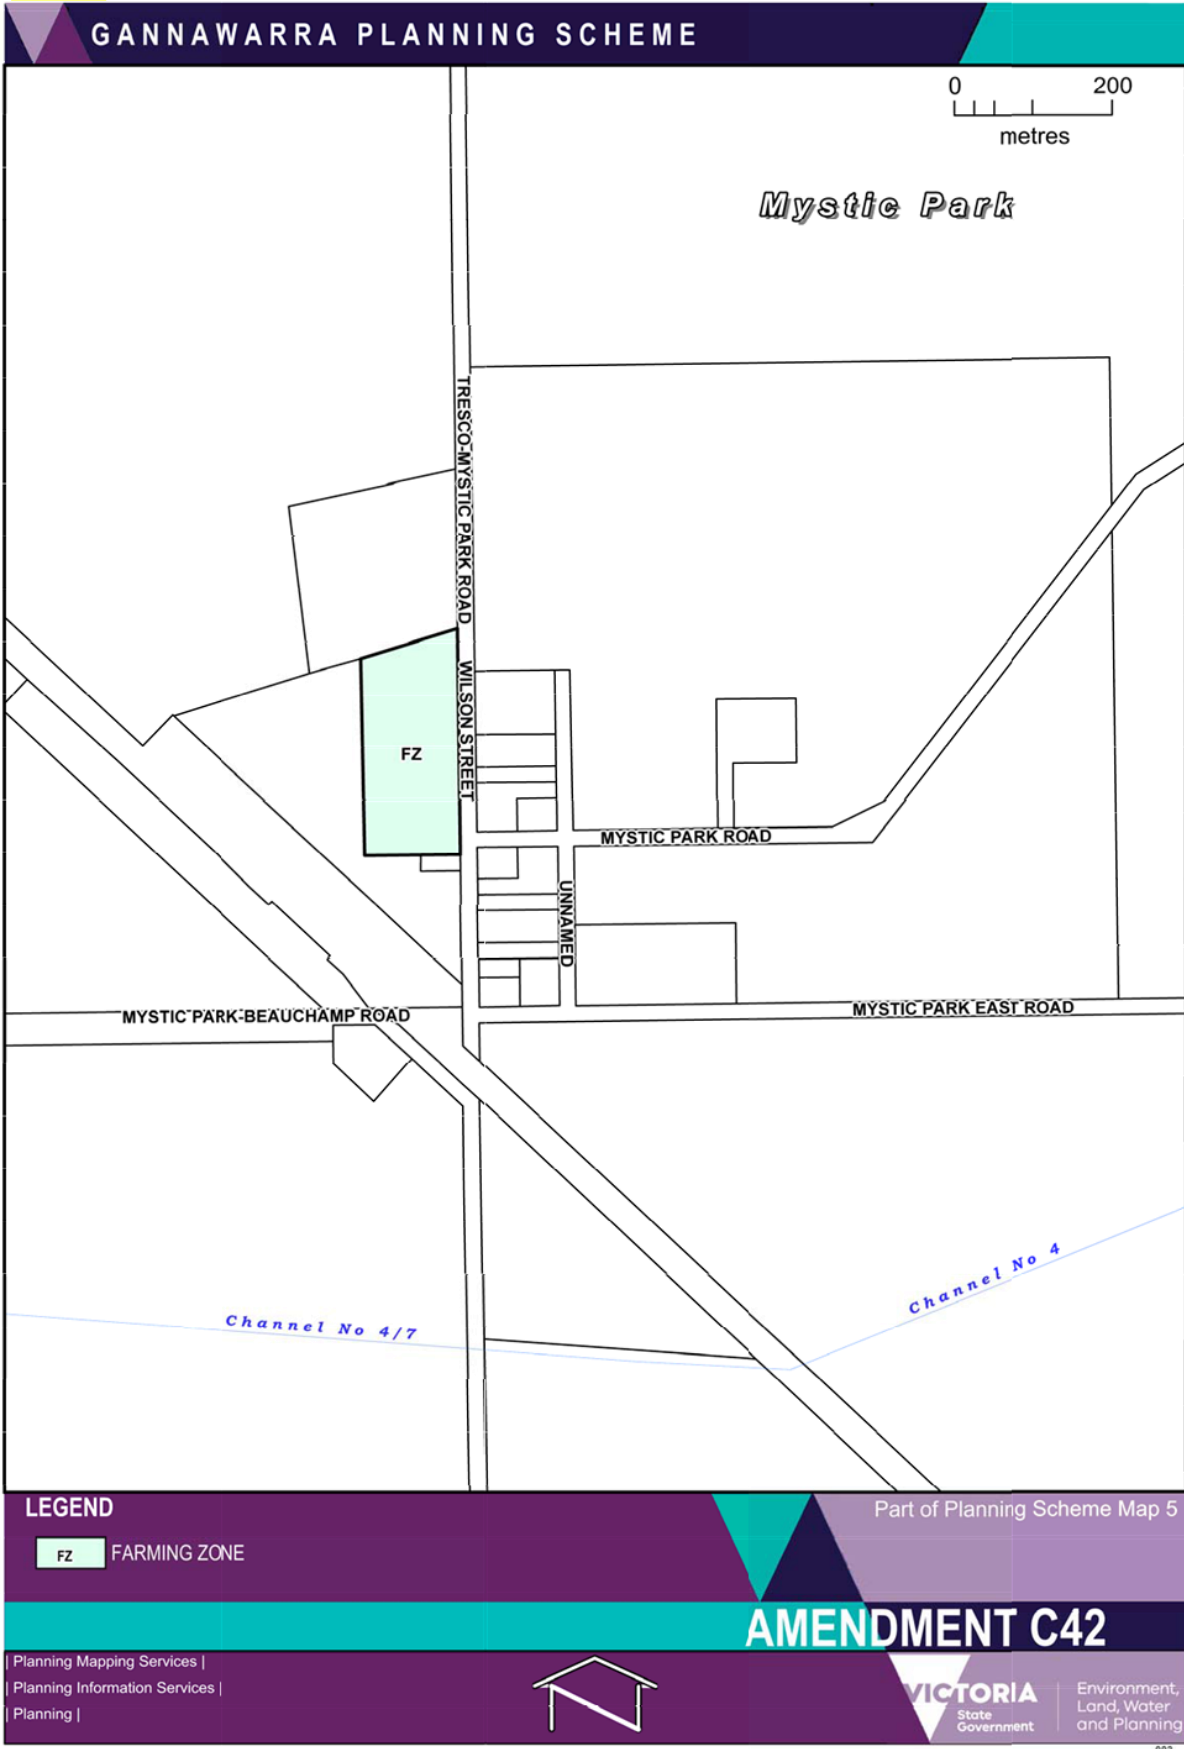 GANNAWARRA PLANNING SCHEME
0 200
metres
Mystic Park
TRESCO-MYSTIC PARK ROAD
WILSON STREET
FZ
MYSTIC PARK ROAD
UNNAMED
MYSTIC PARK-BEAUCHAMP ROAD
MYSTIC PARK EAST ROAD
Channel No 4
Channel No 4/7
LEGEND
Part of Planning Scheme Map 5
FZ FARMING ZONE
AMENDMENT C42
| Planning Mapping Services |
| Planning Information Services |
| Planning |
VICTORIA
State
Government
Environment,
Land, Water
and Planning